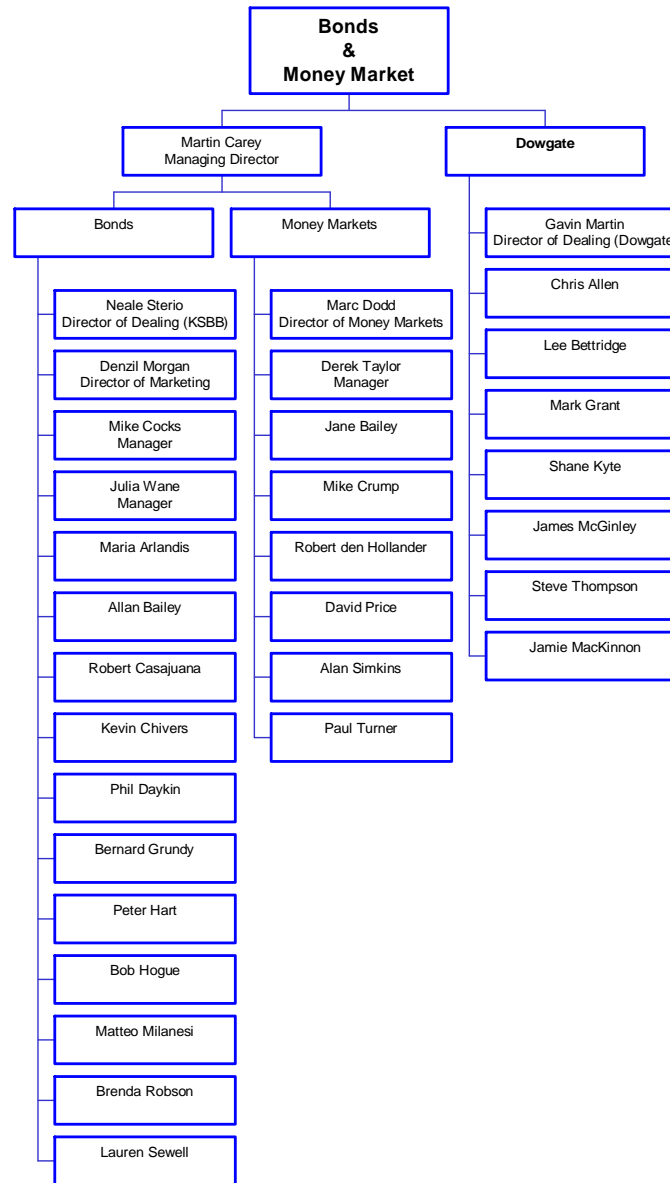 Bonds
&
Money Market
Martin Carey
Managing Director
Dowgate
Bonds
Money Markets
Gavin Martin
Director of Dealing (Dowgate
Chris Allen
Lee Bettridge
Mark Grant
Shane Kyte
James McGinley
Steve Thompson
Jamie MacKinnon
Neale Sterio
Director of Dealing (KSBB)
Denzil Morgan
Director of Marketing
Mike Cocks
Manager
Julia Wane
Manager
Maria Arlandis
Allan Bailey
Robert Casajuana
Kevin Chivers
Phil Daykin
Bernard Grundy
Peter Hart
Bob Hogue
Matteo Milanesi
Brenda Robson
Lauren Sewell
Marc Dodd
Director of Money Markets
Derek Taylor
Manager
Jane Bailey
Mike Crump
Robert den Hollander
David Price
Alan Simkins
Paul Turner